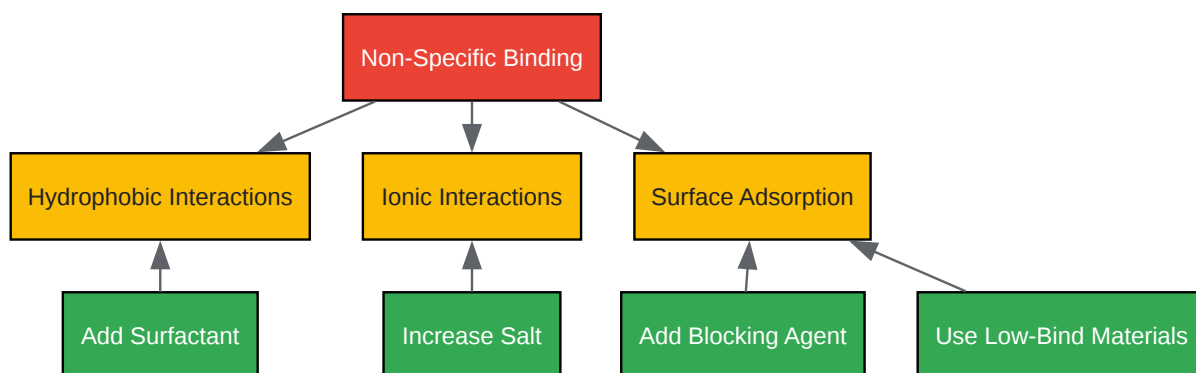 Non-Specific Binding
Hydrophobic Interactions
Ionic Interactions
Surface Adsorption
Add Surfactant
Increase Salt
Add Blocking Agent
Use Low-Bind Materials